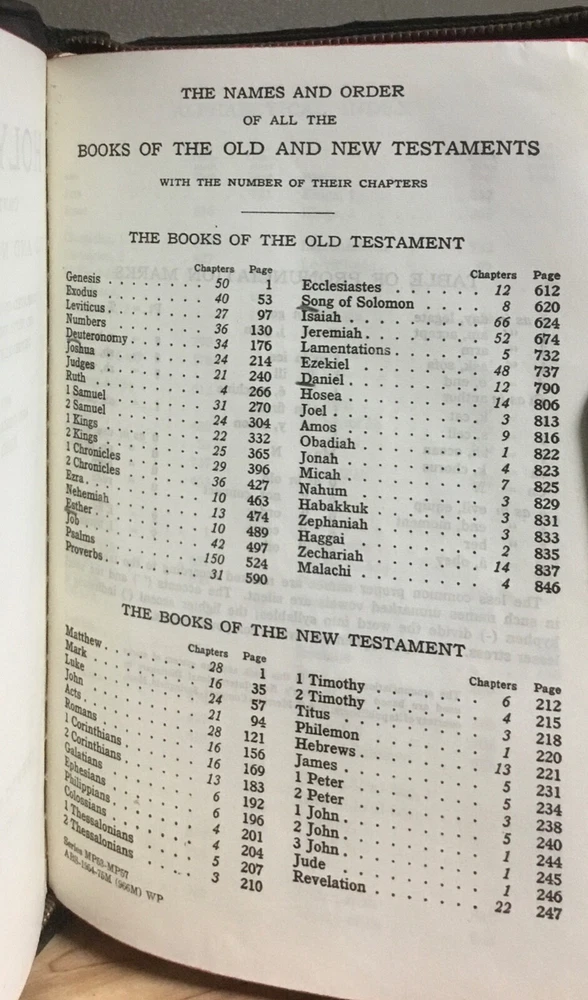 THE NAMES AND ORDER
OF ALL THE
BOOKS OF THE OLD AND NEW TESTAMENTS
WITH THE NUMBER OF THEIR CHAPTERS
THE BOOKS OF THE OLD TESTAMENT
Chapters Page
Genesis . . . . . . . . 50 1
Exodus . . . . . . . . 40 53
Leviticus . . . . . . . . 27 97
Numbers . . . . . . . . 36 130
Deuteronomy . . . . . . . . 34 176
Joshua . . . . . . . . 24 214
Judges . . . . . . . . 21 240
Ruth . . . . . . . . 4 266
1 Samuel . . . . . . . . 31 270
2 Samuel . . . . . . . . 24 304
1 Kings . . . . . . . . 22 332
2 Kings . . . . . . . . 25 365
1 Chronicles . . . . . . . . 29 396
2 Chronicles . . . . . . . . 36 427
Ezra . . . . . . . . 10 463
Nehemiah . . . . . . . . 13 474
Esther . . . . . . . . 10 489
Job . . . . . . . . 42 497
Psalms . . . . . . . . 150 524
Proverbs . . . . . . . . 31 590
Chapters Page
Ecclesiastes . . . . . . . . 12 612
Song of Solomon . . . . . . . . 8 620
Isaiah . . . . . . . . 66 624
Jeremiah . . . . . . . . 52 674
Lamentations . . . . . . . . 5 732
Ezekiel . . . . . . . . 48 737
Daniel . . . . . . . . 12 790
Hosea . . . . . . . . 14 806
Joel . . . . . . . . 3 813
Amos . . . . . . . . 9 816
Obadiah . . . . . . . . 1 822
Jonah . . . . . . . . 4 823
Micah . . . . . . . . 7 825
Nahum . . . . . . . . 3 829
Habakkuk . . . . . . . . 3 831
Zephaniah . . . . . . . . 3 833
Haggai . . . . . . . . 2 835
Zechariah . . . . . . . . 14 837
Malachi . . . . . . . . 4 846
THE BOOKS OF THE NEW TESTAMENT
Chapters Page
Matthew . . . . . . . . 28 1
Mark . . . . . . . . 16 35
Luke . . . . . . . . 24 57
John . . . . . . . . 21 94
Acts . . . . . . . . 28 121
Romans . . . . . . . . 16 156
1 Corinthians . . . . . . . . 16 169
2 Corinthians . . . . . . . . 13 183
Galatians . . . . . . . . 6 192
Ephesians . . . . . . . . 6 196
Philippians . . . . . . . . 4 201
Colossians . . . . . . . . 4 204
1 Thessalonians . . . . . . . . 5 207
2 Thessalonians . . . . . . . . 3 210
Chapters Page
1 Timothy . . . . . . . . 6 212
2 Timothy . . . . . . . . 4 215
Titus . . . . . . . . 3 218
Philemon . . . . . . . . 1 220
Hebrews . . . . . . . . 13 221
James . . . . . . . . 5 231
1 Peter . . . . . . . . 5 234
2 Peter . . . . . . . . 3 238
1 John . . . . . . . . 5 240
2 John . . . . . . . . 1 244
3 John . . . . . . . . 1 245
Jude . . . . . . . . 1 246
Revelation . . . . . . . . 22 247
Series MP63-MP67
ABS-1964-75M (966M) WP